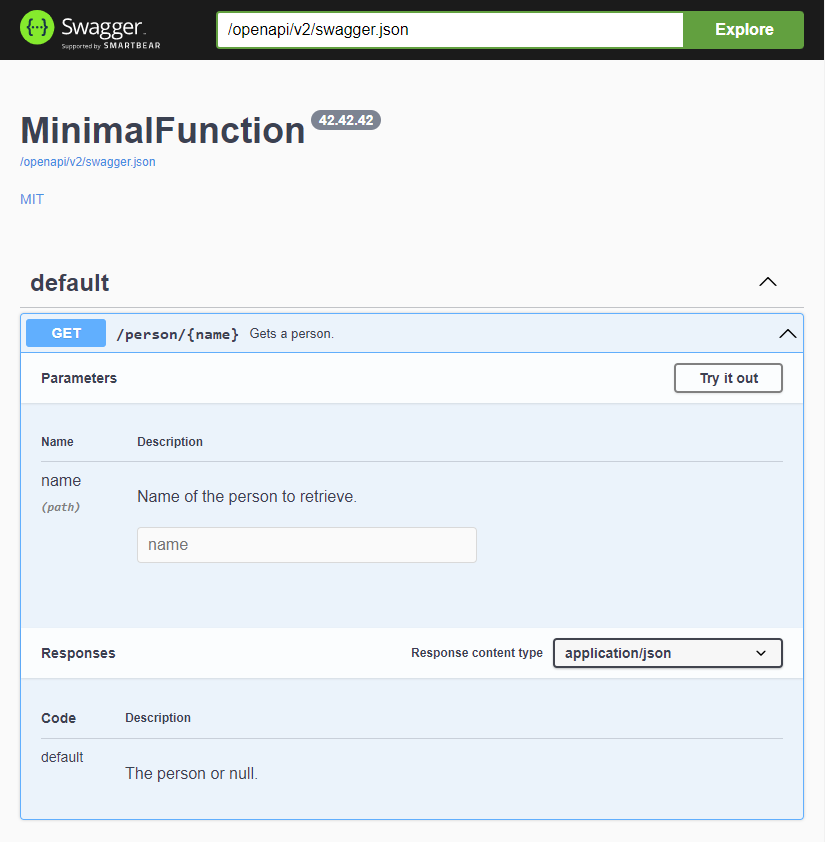 {···} Swagger
Supported by SMARTBEAR
/openapi/v2/swagger.json
Explore
MinimalFunction 42.42.42
/openapi/v2/swagger.json
MIT
default
GET /person/{name} Gets a person.
Parameters Try it out
Name Description
name
(path)
Name of the person to retrieve.
name
Responses Response content type application/json
Code Description
default
The person or null.